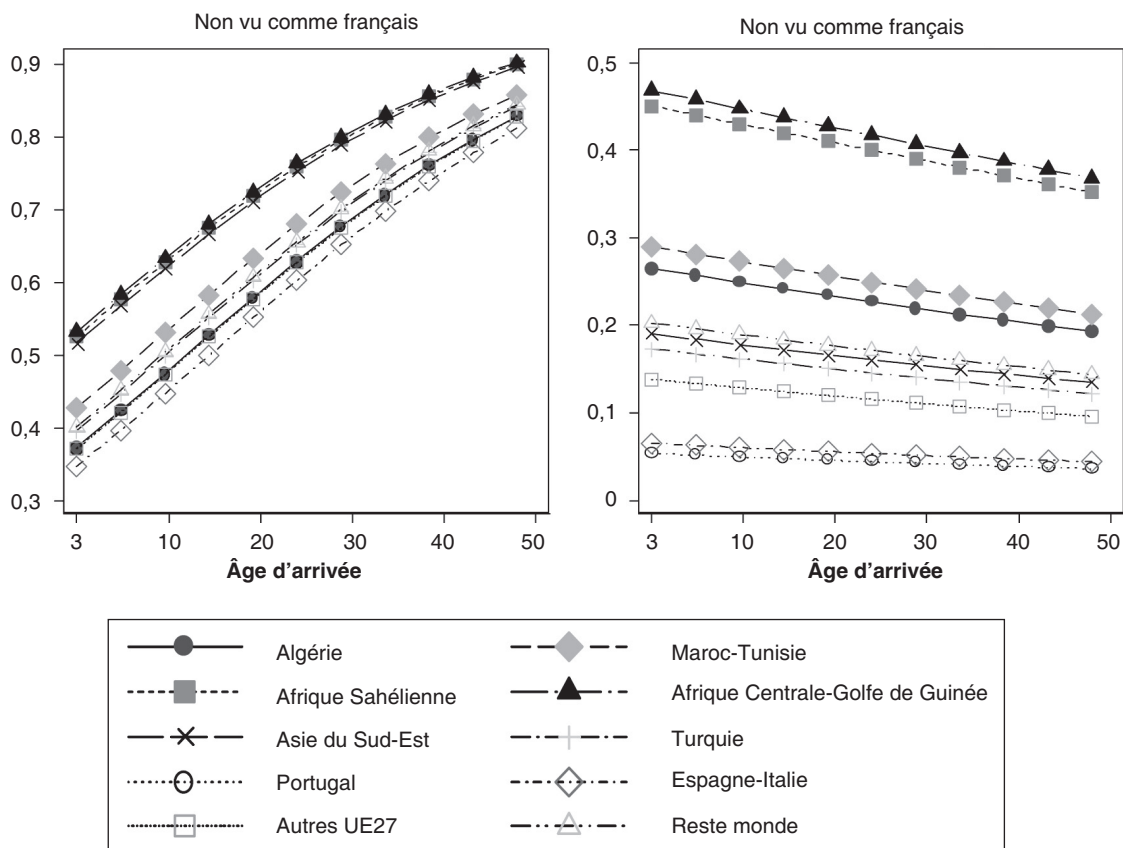 Non vu comme français
0,9
0,8
0,7
0,6
0,5
0,4
0,3
3 10 20 30 40 50
Âge d'arrivée
Non vu comme français
0,5
0,4
0,3
0,2
0,1
0
3 10 20 30 40 50
Âge d'arrivée
Algérie
Afrique Sahélienne
Asie du Sud-Est
Portugal
Autres UE27
Maroc-Tunisie
Afrique Centrale-Golfe de Guinée
Turquie
Espagne-Italie
Reste monde